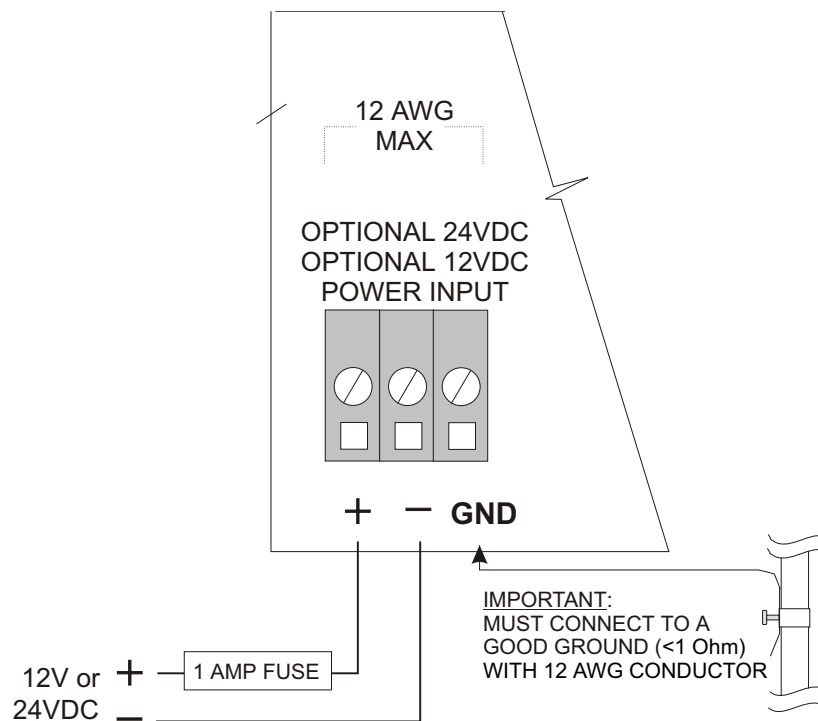 12 AWG
MAX
OPTIONAL 24VDC
OPTIONAL 12VDC
POWER INPUT
+ – GND
IMPORTANT:
MUST CONNECT TO A
GOOD GROUND (<1 Ohm)
WITH 12 AWG CONDUCTOR
1 AMP FUSE
12V or +
24VDC –